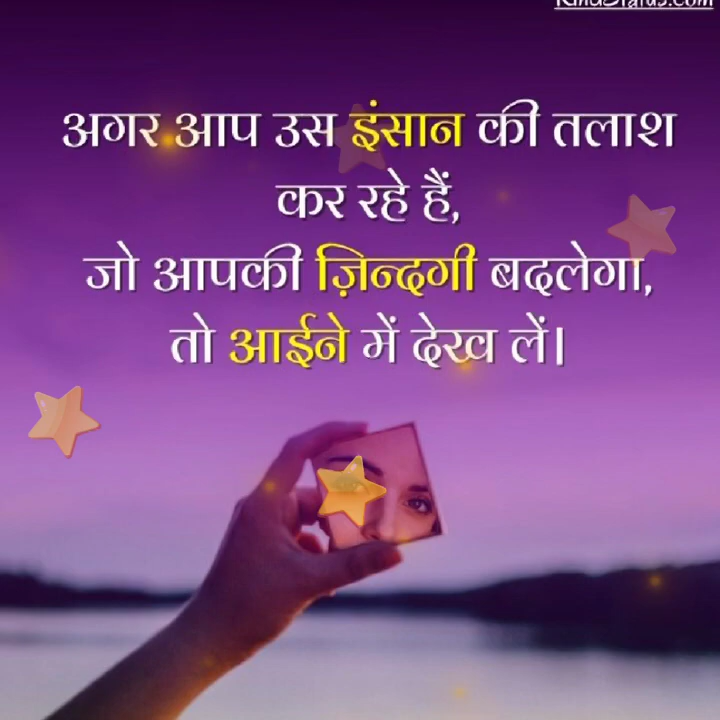 अगर आप उस इंसान की तलाश
कर रहे हैं,
जो आपकी ज़िन्दगी बदलेगा,
तो आईने में देख लें।